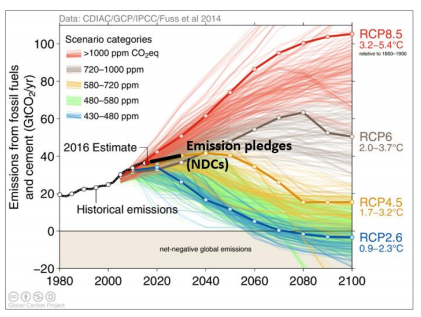 Data: CDIAC/GCP/IPCC/Fuss et al 2014
Emissions from fossil fuels
and cement (GtCO₂/yr)
100
80
60
40
20
0
−20
Scenario categories
>1000 ppm CO₂eq
720–1000 ppm
580–720 ppm
480–580 ppm
430–480 ppm
2016 Estimate
Historical emissions
Emission pledges
(NDCs)
net-negative global emissions
RCP8.5
3.2–5.4°C
relative to 1850–1900
RCP6
2.0–3.7°C
RCP4.5
1.7–3.2°C
RCP2.6
0.9–2.3°C
1980
2000
2020
2040
2060
2080
2100
Global Carbon Project